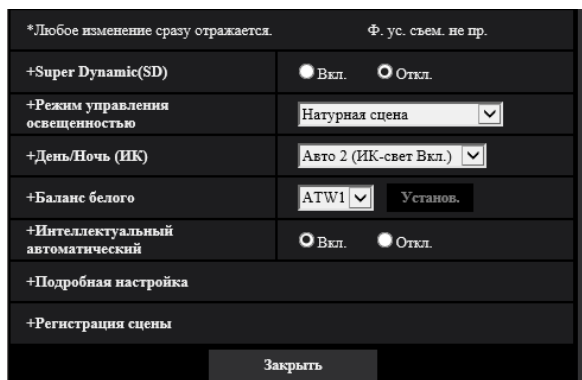 *Любое изменение сразу отражается. Ф. ус. съем. не пр.
+Super Dynamic(SD) Вкл. Откл.
+Режим управления
освещенностью
Натурная сцена
+День/Ночь (ИК) Авто 2 (ИК-свет Вкл.)
+Баланс белого ATW1 Установ.
+Интеллектуальный
автоматический
Вкл. Откл.
+Подробная настройка
+Регистрация сцены
Закрыть